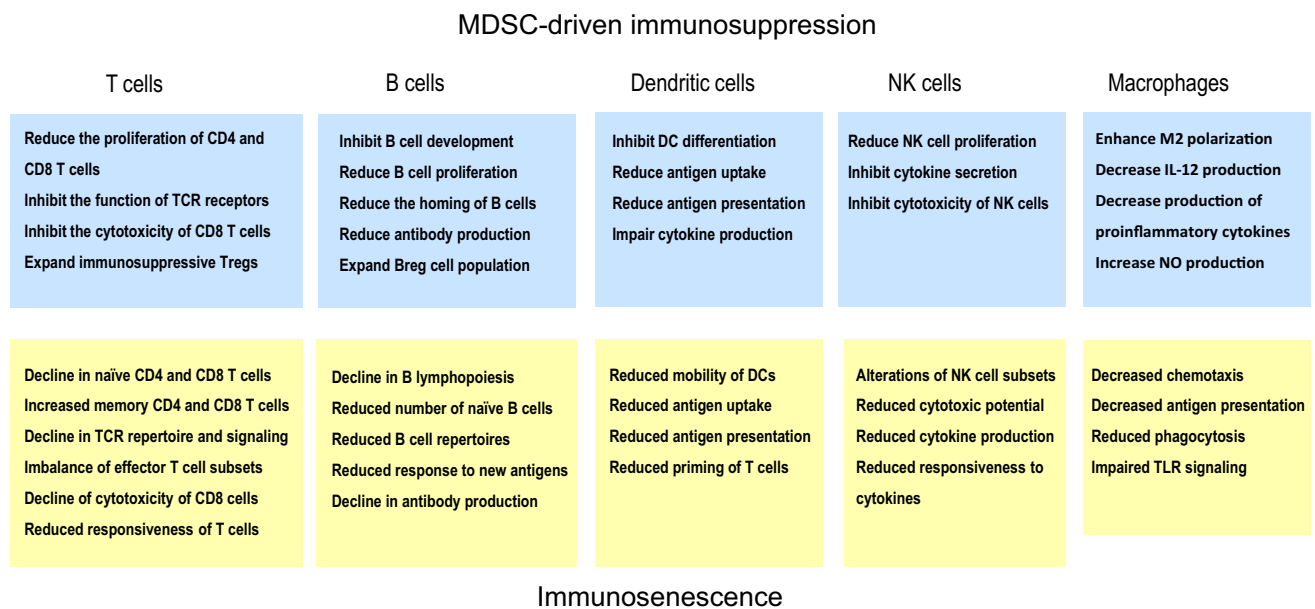 MDSC-driven immunosuppression
T cells
B cells
Dendritic cells
NK cells
Macrophages
Reduce the proliferation of CD4 and
CD8 T cells
Inhibit the function of TCR receptors
Inhibit the cytotoxicity of CD8 T cells
Expand immunosuppressive Tregs
Inhibit B cell development
Reduce B cell proliferation
Reduce the homing of B cells
Reduce antibody production
Expand Breg cell population
Inhibit DC differentiation
Reduce antigen uptake
Reduce antigen presentation
Impair cytokine production
Reduce NK cell proliferation
Inhibit cytokine secretion
Inhibit cytotoxicity of NK cells
Enhance M2 polarization
Decrease IL-12 production
Decrease production of
proinflammatory cytokines
Increase NO production
Decline in naïve CD4 and CD8 T cells
Increased memory CD4 and CD8 T cells
Decline in TCR repertoire and signaling
Imbalance of effector T cell subsets
Decline of cytotoxicity of CD8 cells
Reduced responsiveness of T cells
Decline in B lymphopoiesis
Reduced number of naïve B cells
Reduced B cell repertoires
Reduced response to new antigens
Decline in antibody production
Reduced mobility of DCs
Reduced antigen uptake
Reduced antigen presentation
Reduced priming of T cells
Alterations of NK cell subsets
Reduced cytotoxic potential
Reduced cytokine production
Reduced responsiveness to
cytokines
Decreased chemotaxis
Decreased antigen presentation
Reduced phagocytosis
Impaired TLR signaling
Immunosenescence